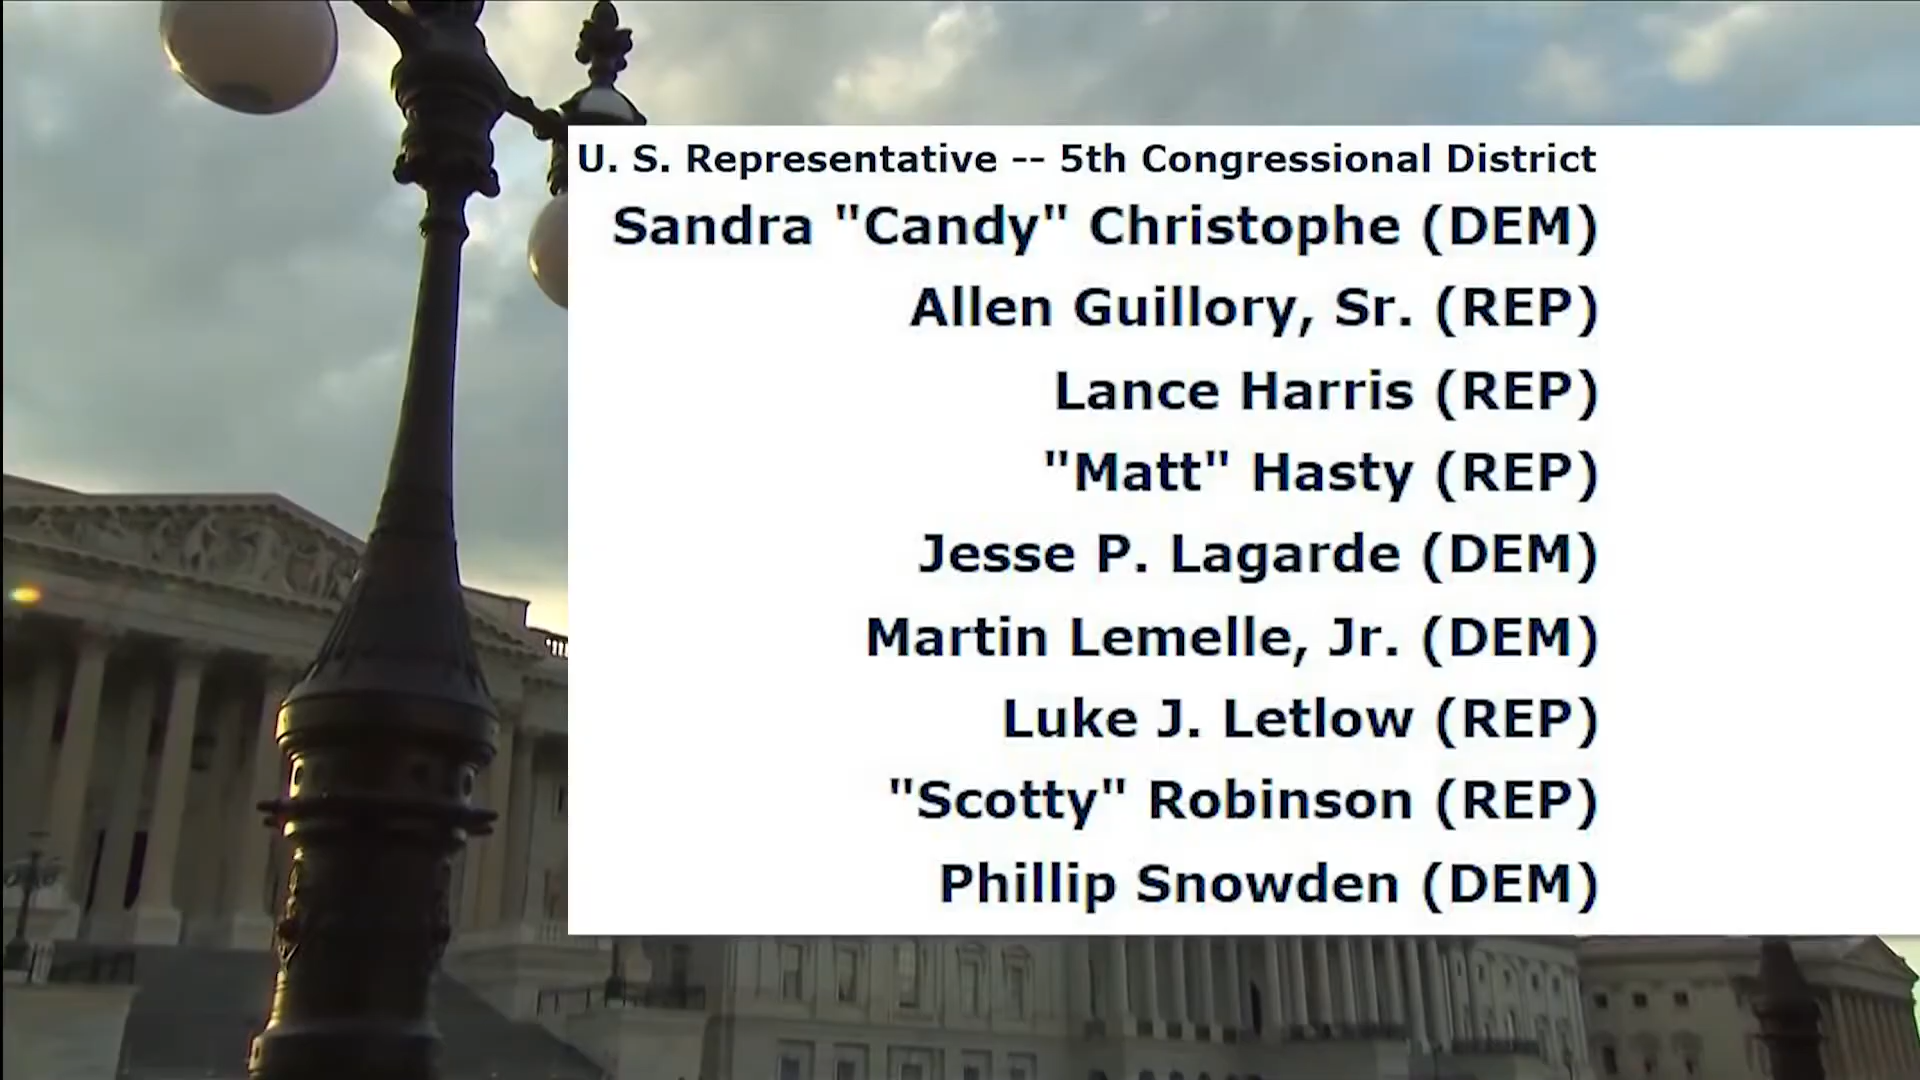 U. S. Representative -- 5th Congressional District
Sandra "Candy" Christophe (DEM)
Allen Guillory, Sr. (REP)
Lance Harris (REP)
"Matt" Hasty (REP)
Jesse P. Lagarde (DEM)
Martin Lemelle, Jr. (DEM)
Luke J. Letlow (REP)
"Scotty" Robinson (REP)
Phillip Snowden (DEM)